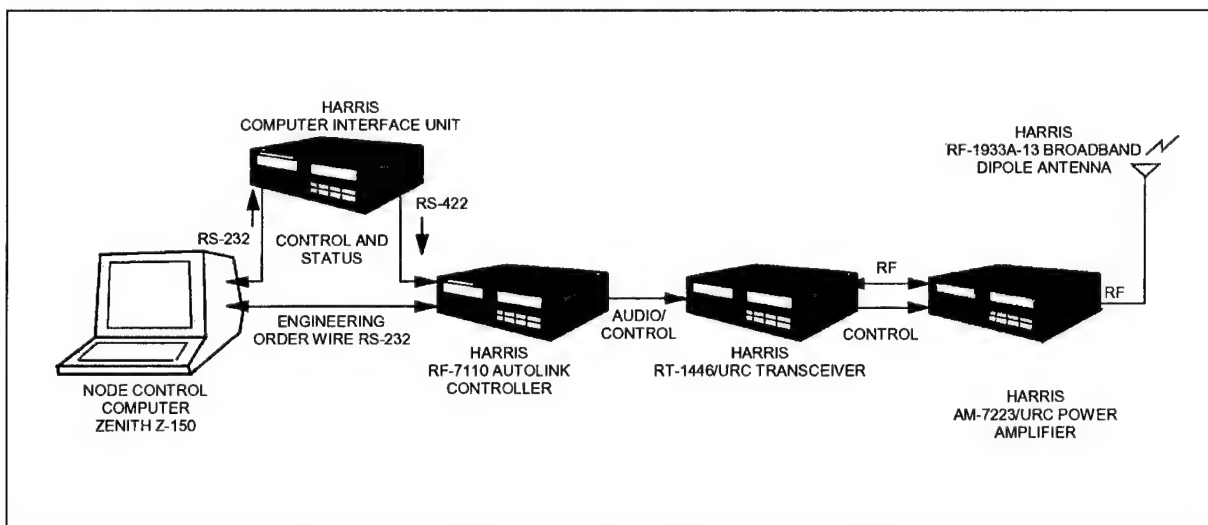 HARRIS
COMPUTER INTERFACE UNIT
RS-232
CONTROL AND
STATUS
RS-422
ENGINEERING
ORDER WIRE RS-232
NODE CONTROL
COMPUTER
ZENITH Z-150
HARRIS
RF-7110 AUTOLINK
CONTROLLER
AUDIO/
CONTROL
HARRIS
RT-1446/URC TRANSCEIVER
RF
CONTROL
HARRIS
AM-7223/URC POWER
AMPLIFIER
RF
HARRIS
RF-1933A-13 BROADBAND
DIPOLE ANTENNA